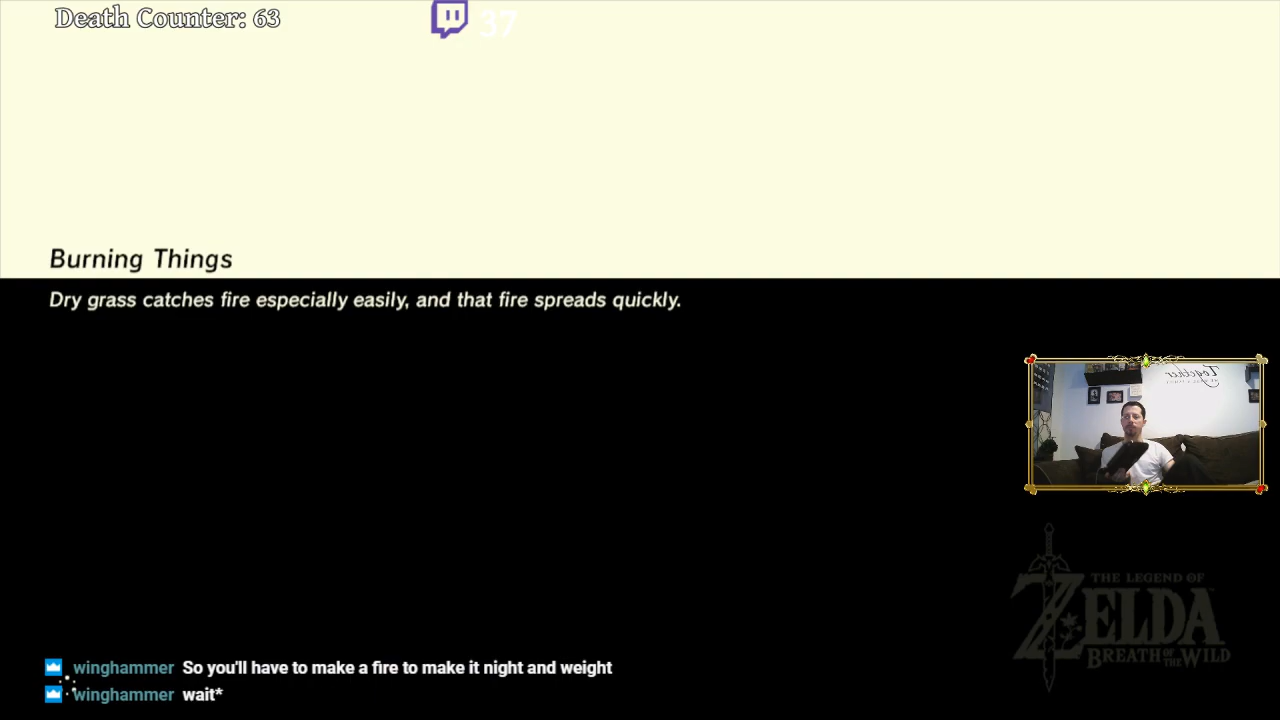 Death Counter: 63
37
Together
Burning Things
Dry grass catches fire especially easily, and that fire spreads quickly.
THE LEGEND OF
ZELDA
BREATH OF THE WILD
winghammer So you'll have to make a fire to make it night and weight
winghammer wait*